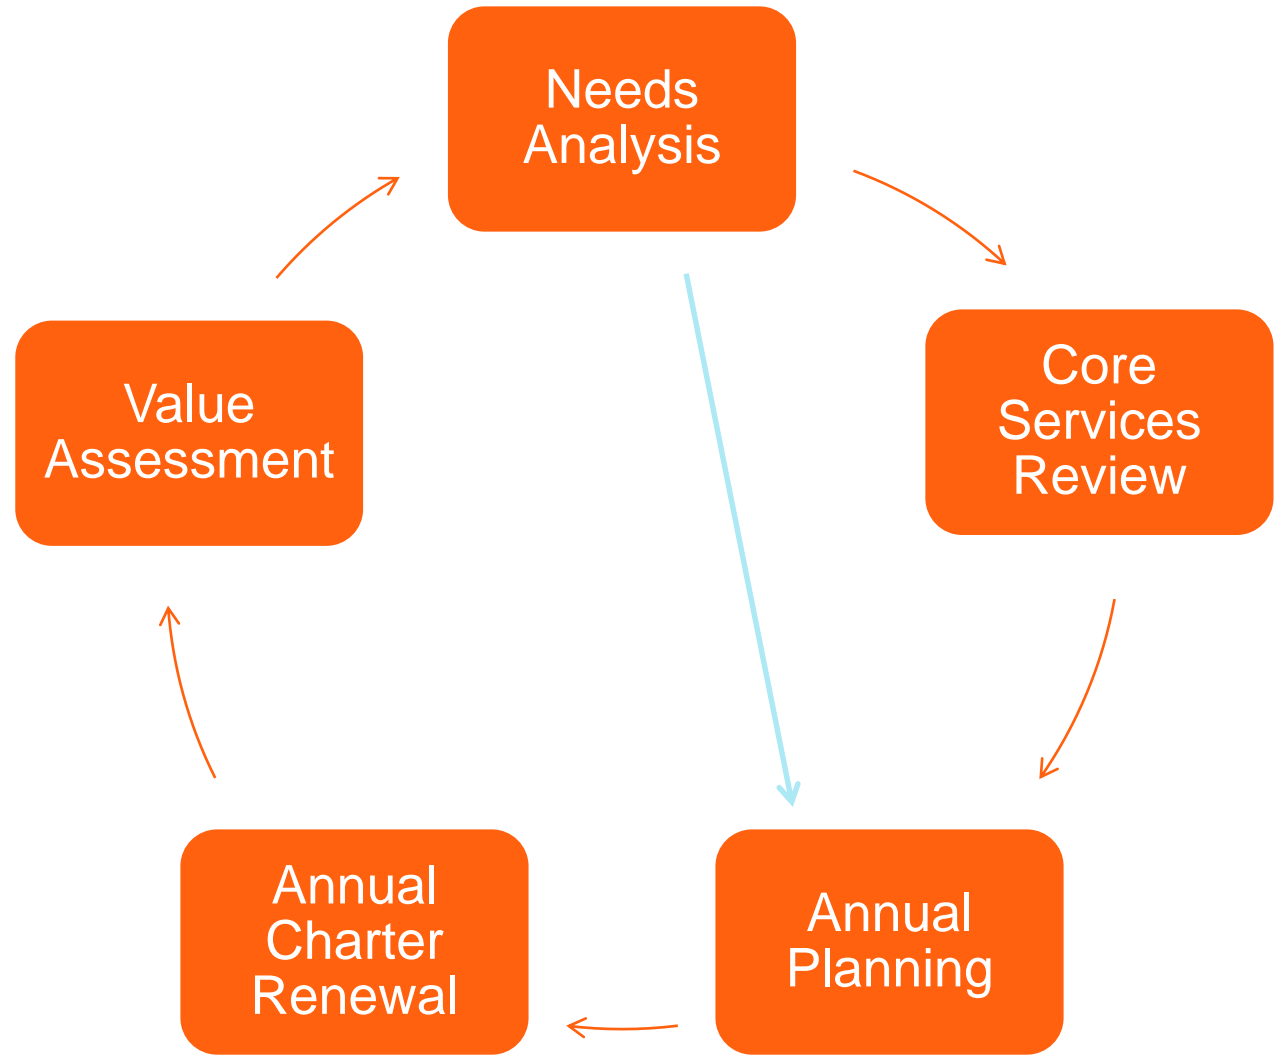 Needs
Analysis
Core
Services
Review
Value
Assessment
Annual
Charter
Renewal
Annual
Planning